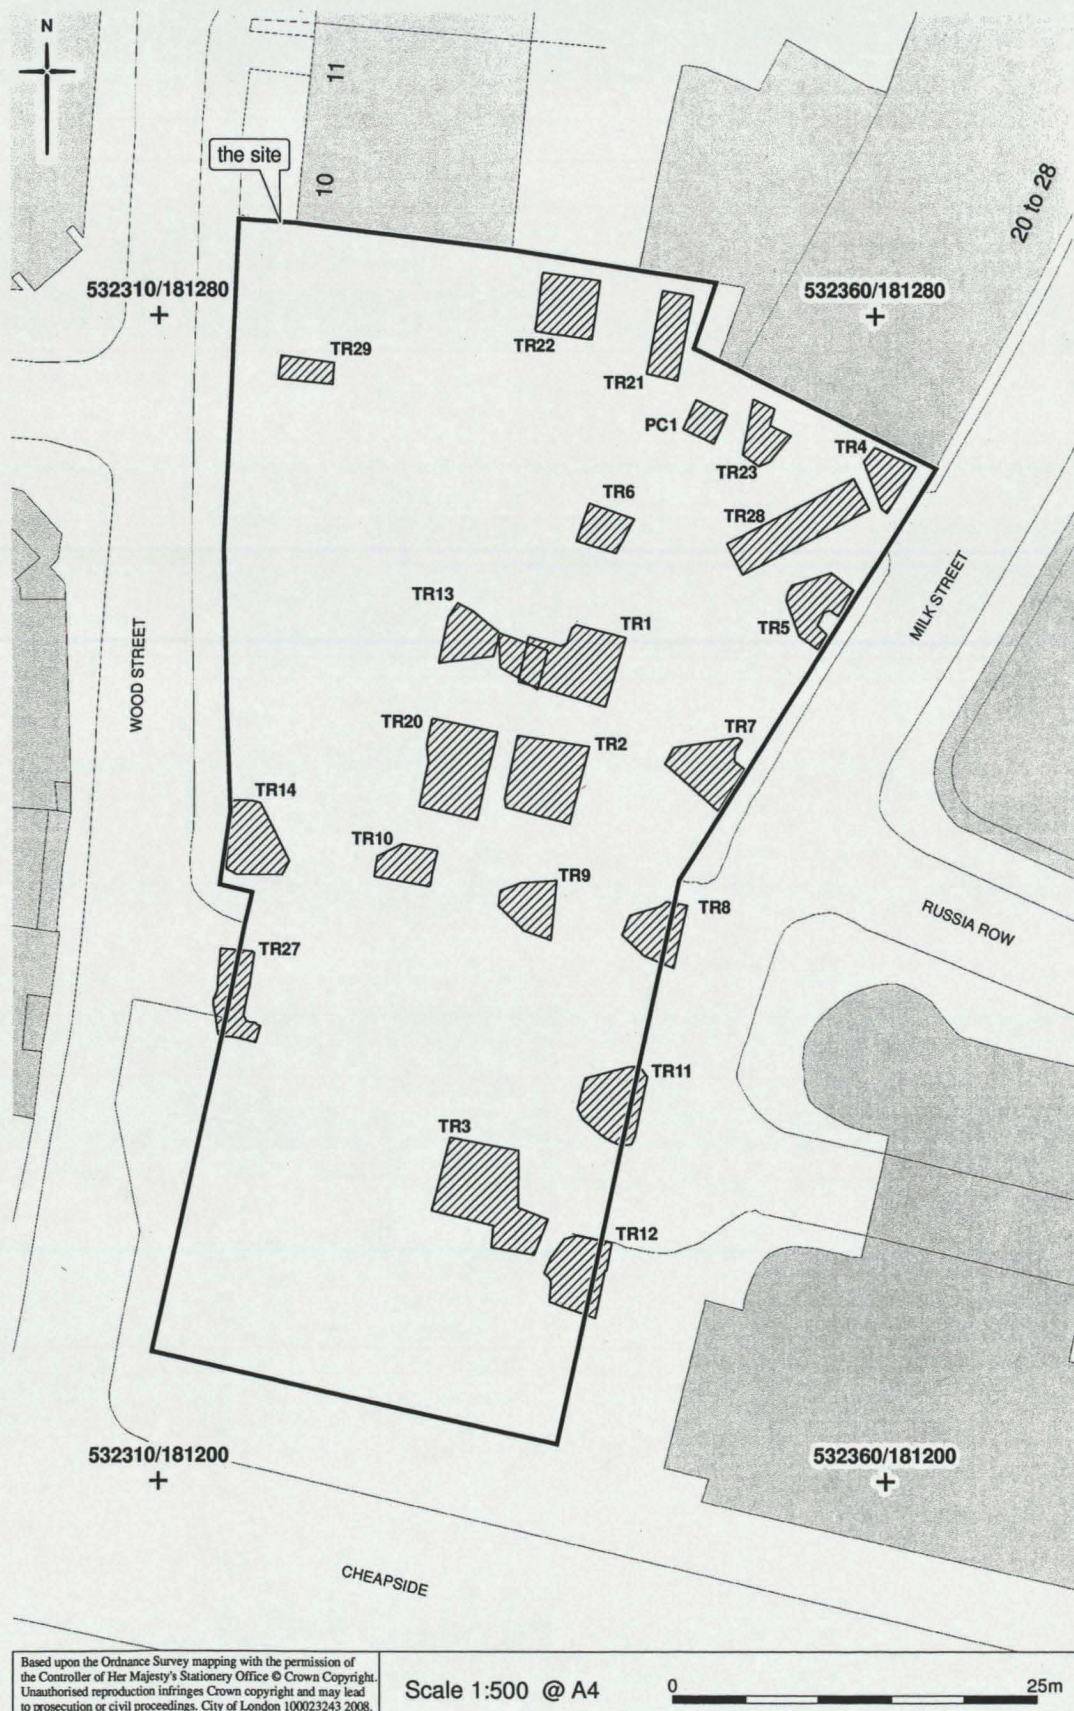 N
11
the site
10
20 to 28
532310/181280
532360/181280
TR29
TR22
TR21
PC1
TR23
TR4
TR6
TR28
MILK STREET
TR13
TR1
TR5
WOOD STREET
TR20
TR2
TR7
TR14
TR10
TR9
TR8
RUSSIA ROW
TR27
TR11
TR3
TR12
532310/181200
532360/181200
CHEAPSIDE
Based upon the Ordnance Survey mapping with the permission of
the Controller of Her Majesty's Stationery Office © Crown Copyright.
Unauthorised reproduction infringes Crown copyright and may lead
to prosecution or civil proceedings. City of London 100023243 2008.
Scale 1:500 @ A4
0
25m